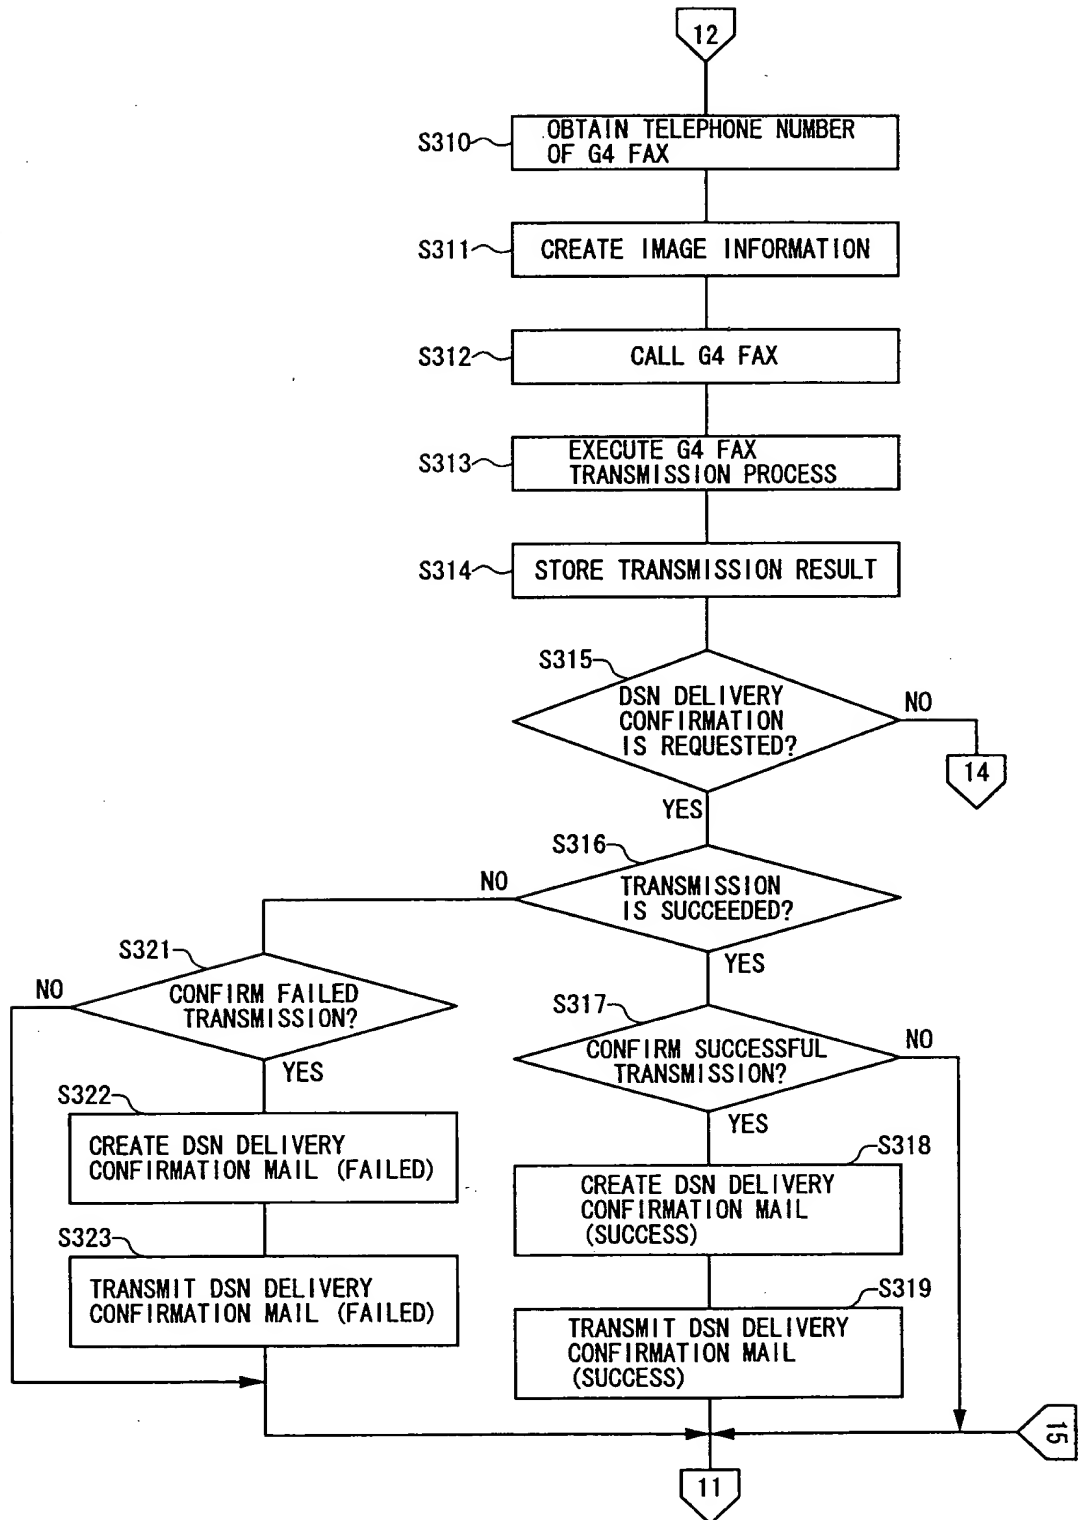 12
S310
OBTAIN TELEPHONE NUMBER
OF G4 FAX
S311
CREATE IMAGE INFORMATION
S312
CALL G4 FAX
S313
EXECUTE G4 FAX
TRANSMISSION PROCESS
S314
STORE TRANSMISSION RESULT
S315
DSN DELIVERY
CONFIRMATION
IS REQUESTED?
NO
14
YES
S316
TRANSMISSION
IS SUCCEEDED?
NO
YES
S321
CONFIRM FAILED
TRANSMISSION?
NO
YES
S317
CONFIRM SUCCESSFUL
TRANSMISSION?
NO
YES
S322
CREATE DSN DELIVERY
CONFIRMATION MAIL (FAILED)
S318
CREATE DSN DELIVERY
CONFIRMATION MAIL
(SUCCESS)
S323
TRANSMIT DSN DELIVERY
CONFIRMATION MAIL (FAILED)
S319
TRANSMIT DSN DELIVERY
CONFIRMATION MAIL
(SUCCESS)
15
11